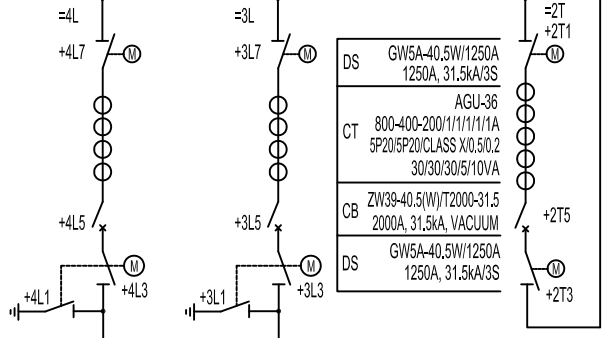 =4L
+4L7
M
+4L5
M
+4L1
+4L3
=3L
+3L7
M
+3L5
M
+3L1
+3L3
DS
GW5A-40.5W/1250A
1250A, 31.5kA/3S
CT
AGU-36
800-400-200/1/1/1/1/1A
5P20/5P20/CLASS X/0.5/0.2
30/30/30/5/10VA
CB
ZW39-40.5(W)/T2000-31.5
2000A, 31.5kA, VACUUM
DS
GW5A-40.5W/1250A
1250A, 31.5kA/3S
=2T
+2T1
M
+2T5
M
+2T3